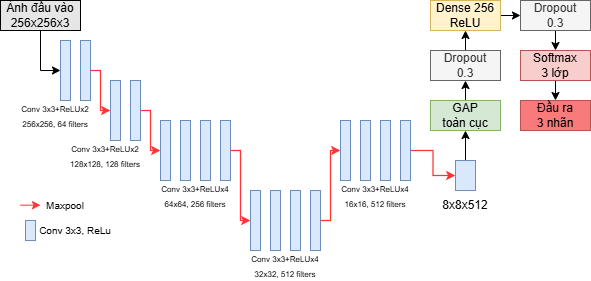 Ảnh đầu vào
256x256x3
Conv 3x3+ReLUx2
256x256, 64 filters
Conv 3x3+ReLUx2
128x128, 128 filters
Conv 3x3+ReLUx4
64x64, 256 filters
Conv 3x3+ReLUx4
32x32, 512 filters
Conv 3x3+ReLUx4
16x16, 512 filters
8x8x512
GAP
toàn cục
Dropout
0.3
Dense 256
ReLU
Dropout
0.3
Softmax
3 lớp
Đầu ra
3 nhãn
Maxpool
Conv 3x3, ReLu